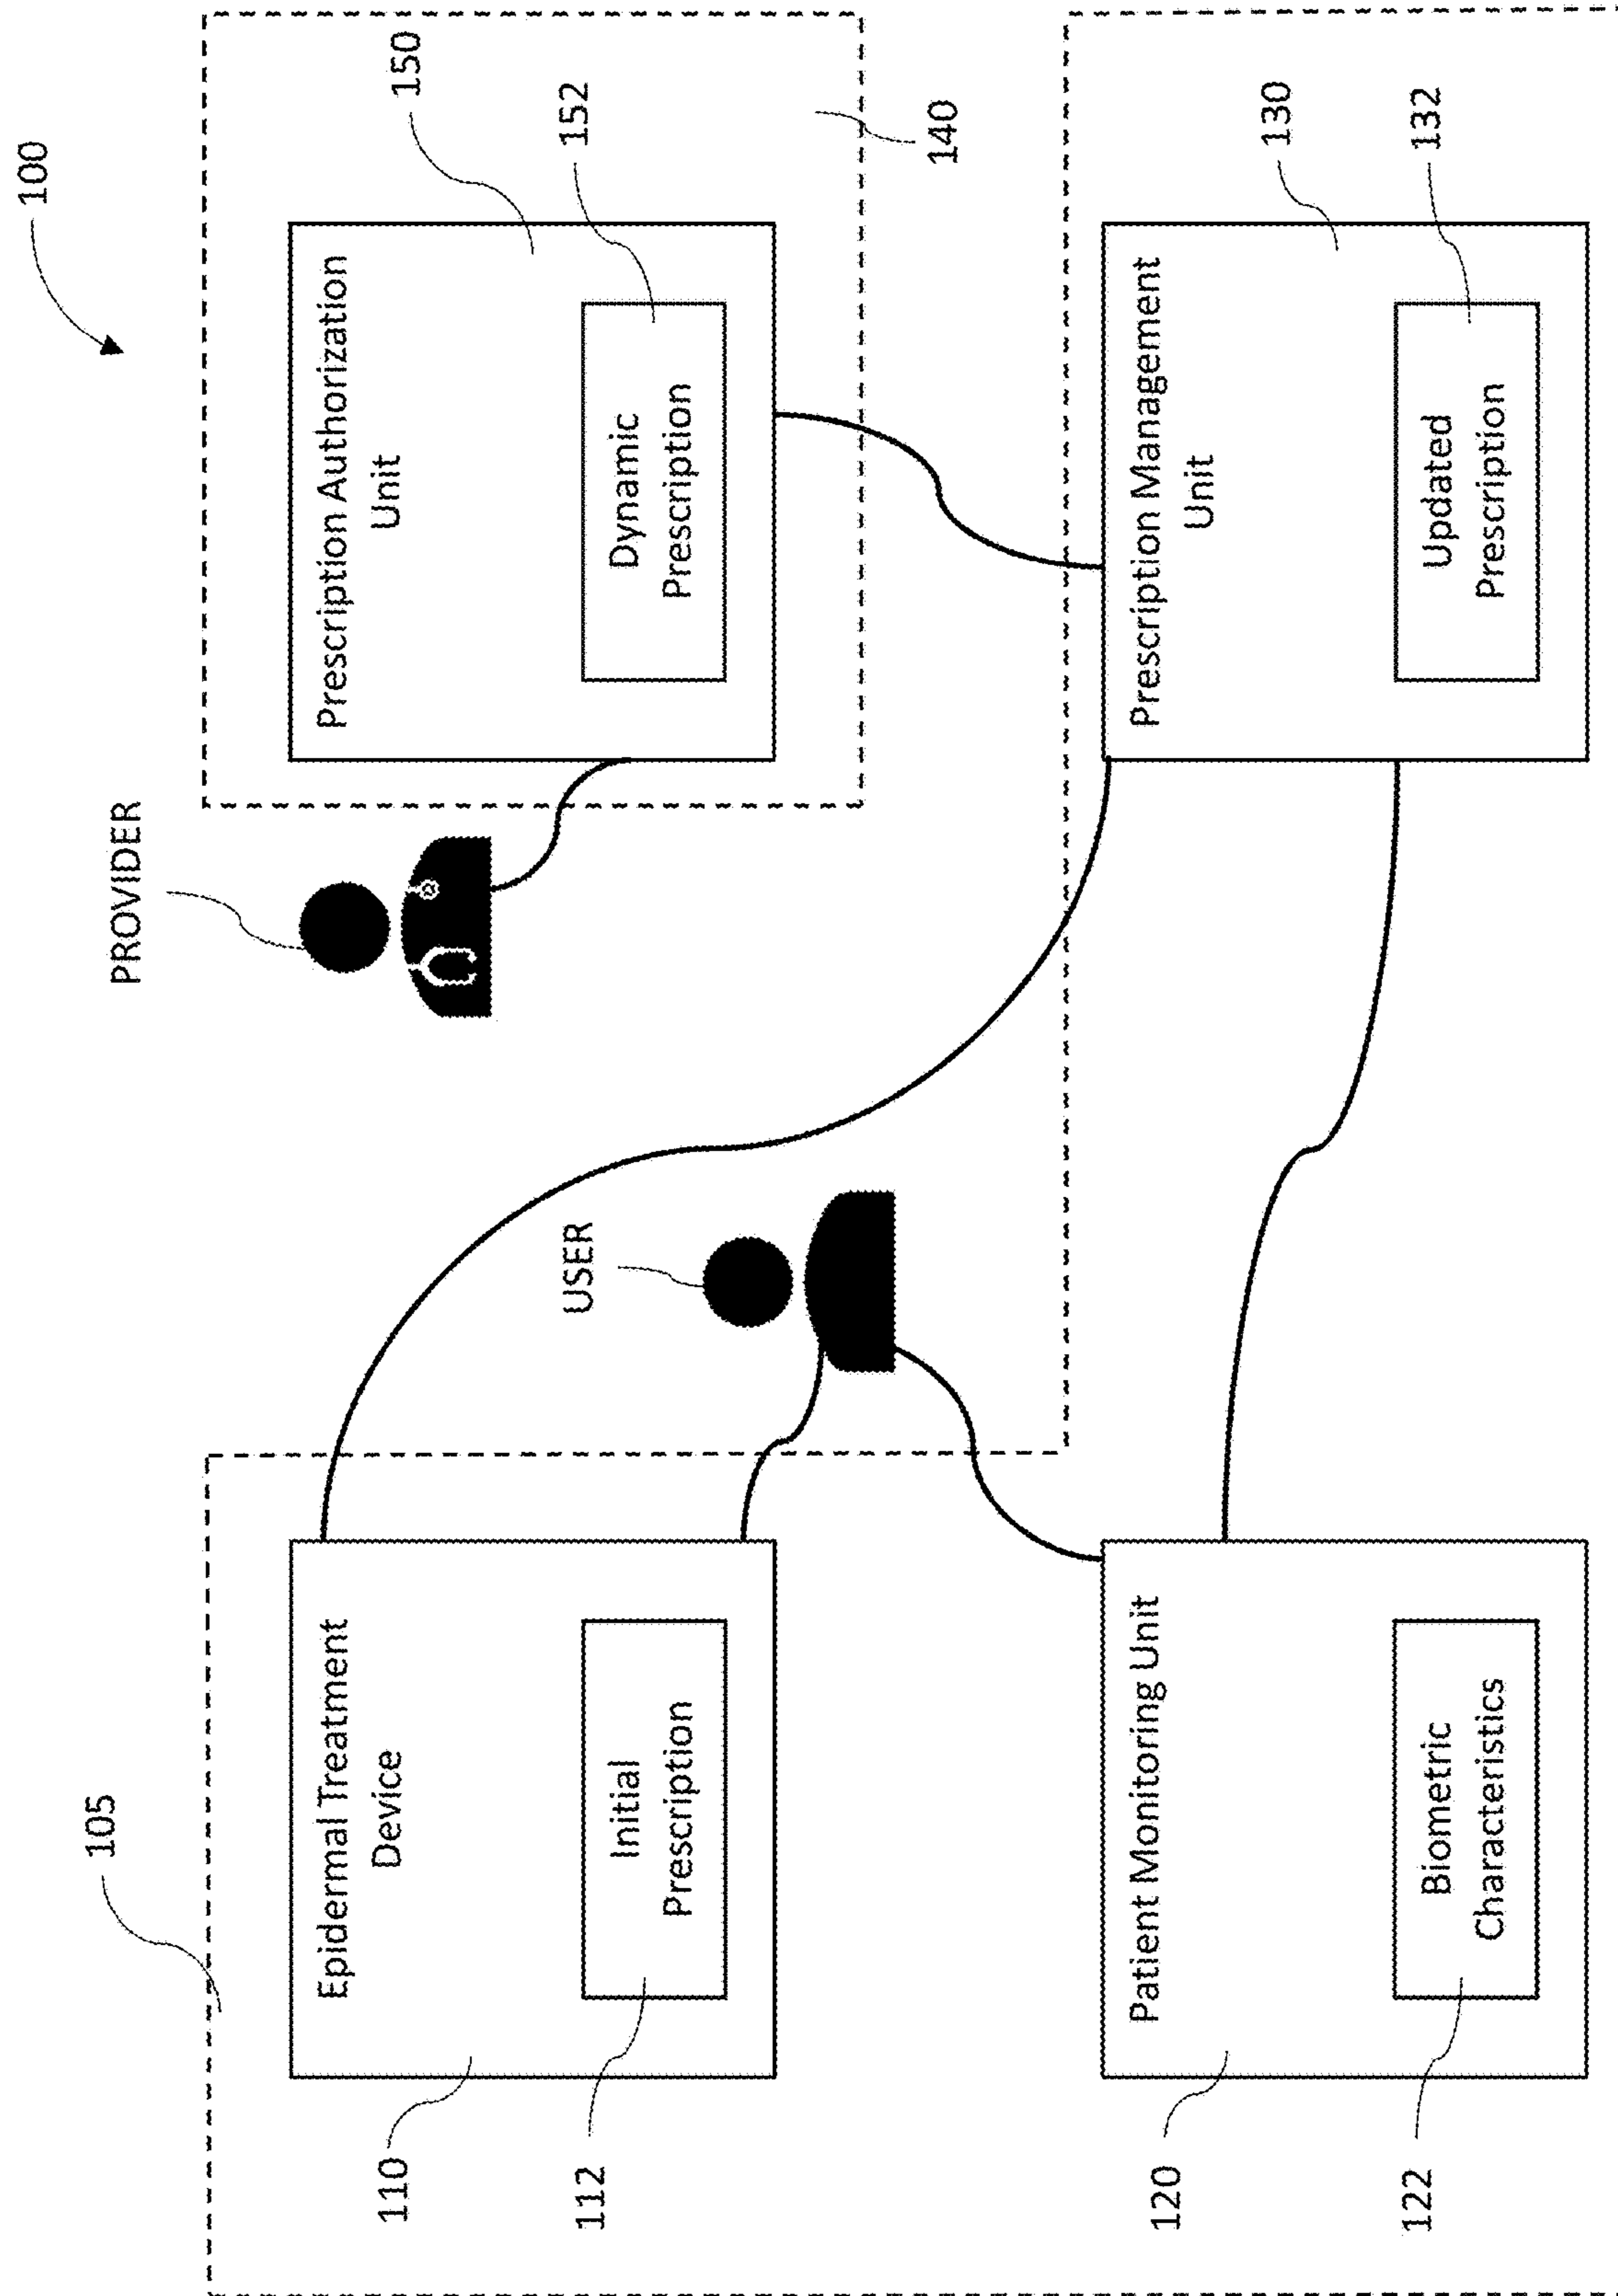 100
105
PROVIDER
USER
Epidermal Treatment
Device
Initial
Prescription
110
112
Prescription Authorization
Unit
Dynamic
Prescription
150
152
140
Patient Monitoring Unit
Biometric
Characteristics
120
122
Prescription Management
Unit
Updated
Prescription
130
132